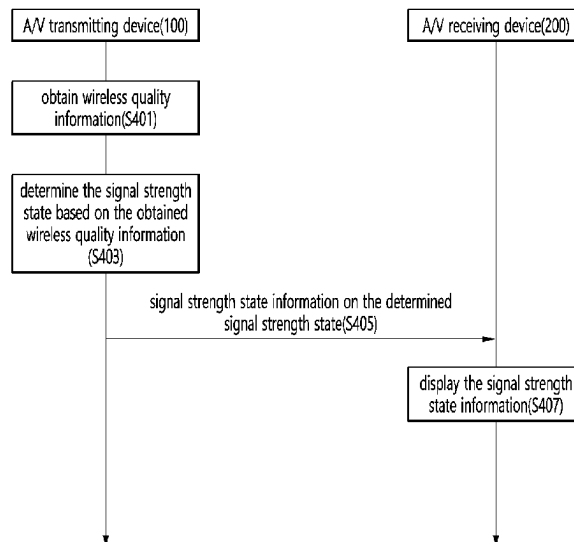 A/V transmitting device(100)
A/V receiving device(200)
obtain wireless quality
information(S401)
determine the signal strength
state based on the obtained
wireless quality information
(S403)
signal strength state information on the determined
signal strength state(S405)
display the signal strength
state information(S407)